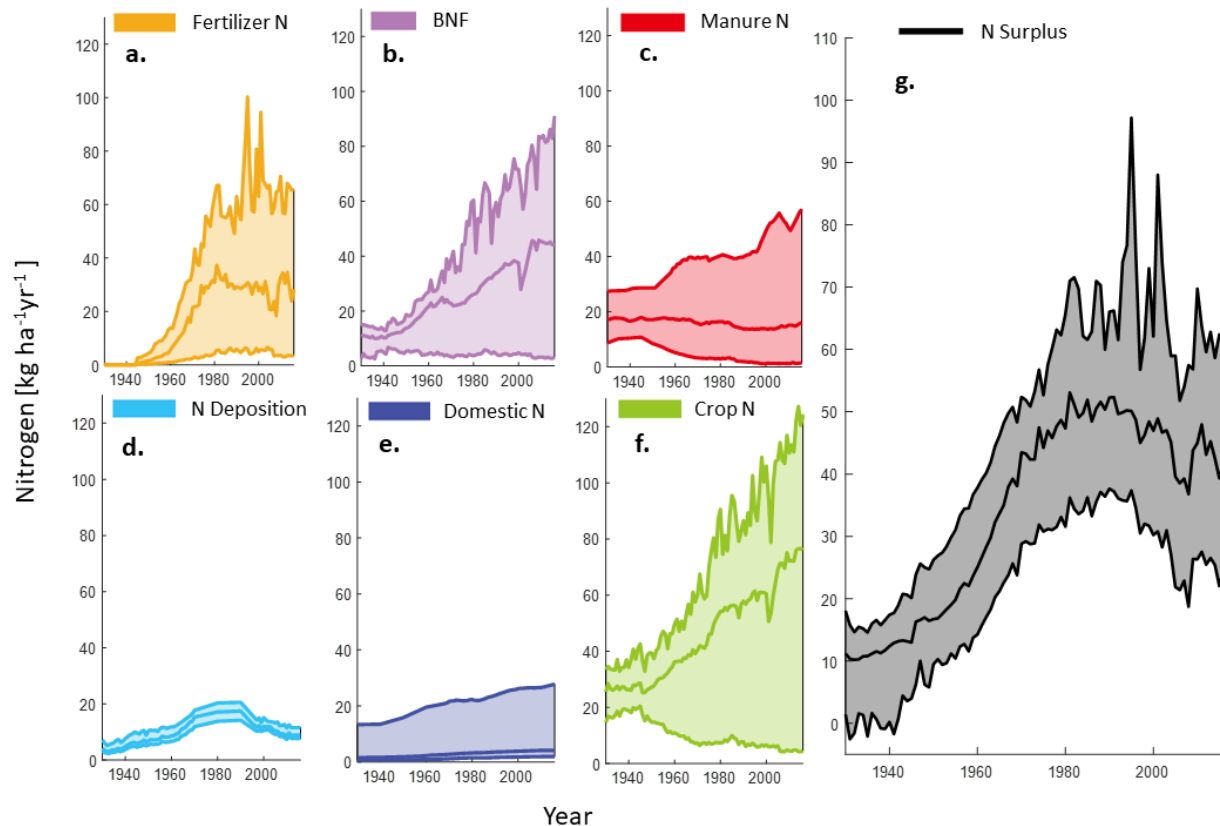 Fertilizer N
a.
120
100
80
60
40
20
0
1940 1960 1980 2000
BNF
b.
120
100
80
60
40
20
0
1940 1960 1980 2000
Manure N
c.
120
100
80
60
40
20
0
1940 1960 1980 2000
N Surplus
g.
110
100
90
80
70
60
50
40
30
20
10
0
1940 1960 1980 2000
N Deposition
d.
120
100
80
60
40
20
0
1940 1960 1980 2000
Domestic N
e.
120
100
80
60
40
20
0
1940 1960 1980 2000
Crop N
f.
120
100
80
60
40
20
0
1940 1960 1980 2000
Nitrogen [kg ha⁻¹yr⁻¹ ]
Year